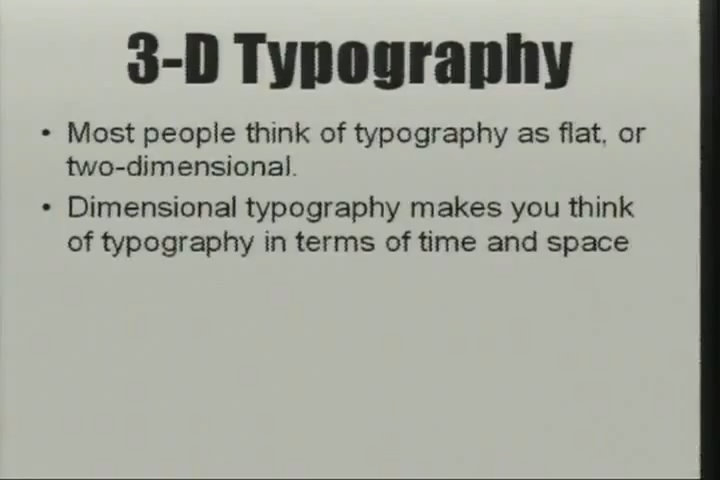 3-D Typography
• Most people think of typography as flat, or
two-dimensional.
• Dimensional typography makes you think
of typography in terms of time and space